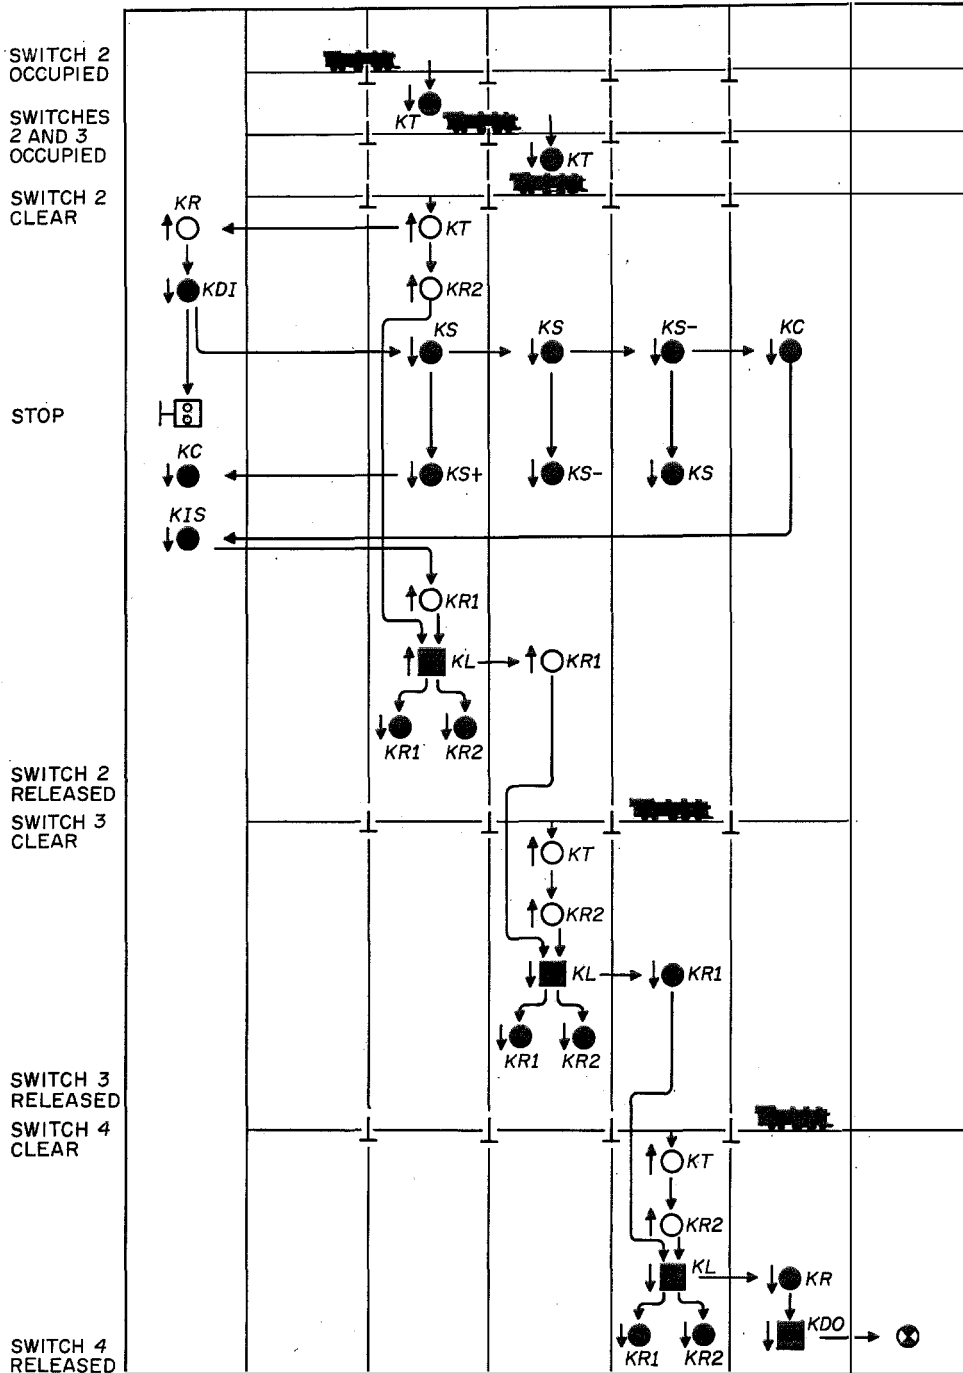 SWITCH 2
OCCUPIED
KT
SWITCHES
2 AND 3
OCCUPIED
KT
SWITCH 2
CLEAR
KR
KT
KDI
KR2
KS
KS
KS-
KC
STOP
KC
KS+
KS-
KS
KIS
KR1
KL
KR1
KR1
KR2
SWITCH 2
RELEASED
SWITCH 3
CLEAR
KT
KR2
KL
KR1
KR1
KR2
SWITCH 3
RELEASED
SWITCH 4
CLEAR
KT
KR2
KL
KR
KDO
KR1
KR2
SWITCH 4
RELEASED